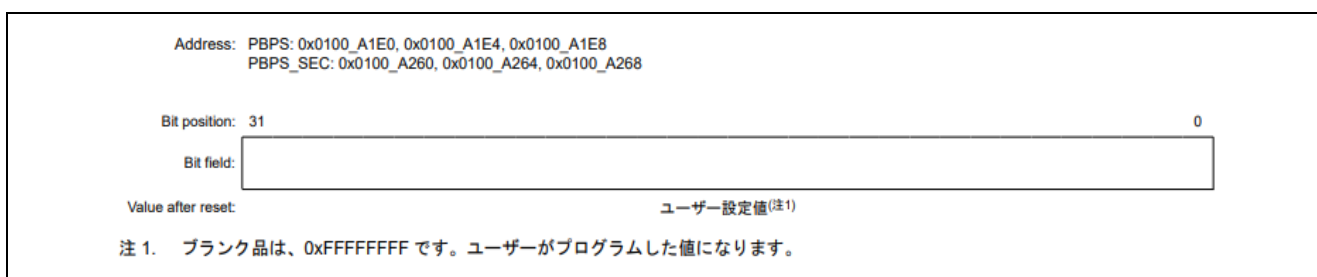 Address: PBPS: 0x0100_A1E0, 0x0100_A1E4, 0x0100_A1E8
PBPS_SEC: 0x0100_A260, 0x0100_A264, 0x0100_A268
Bit position: 31 0
Bit field:
Value after reset: ユーザー設定値(注1)
注 1. ブランク品は、0xFFFFFFFF です。ユーザーがプログラムした値になります。